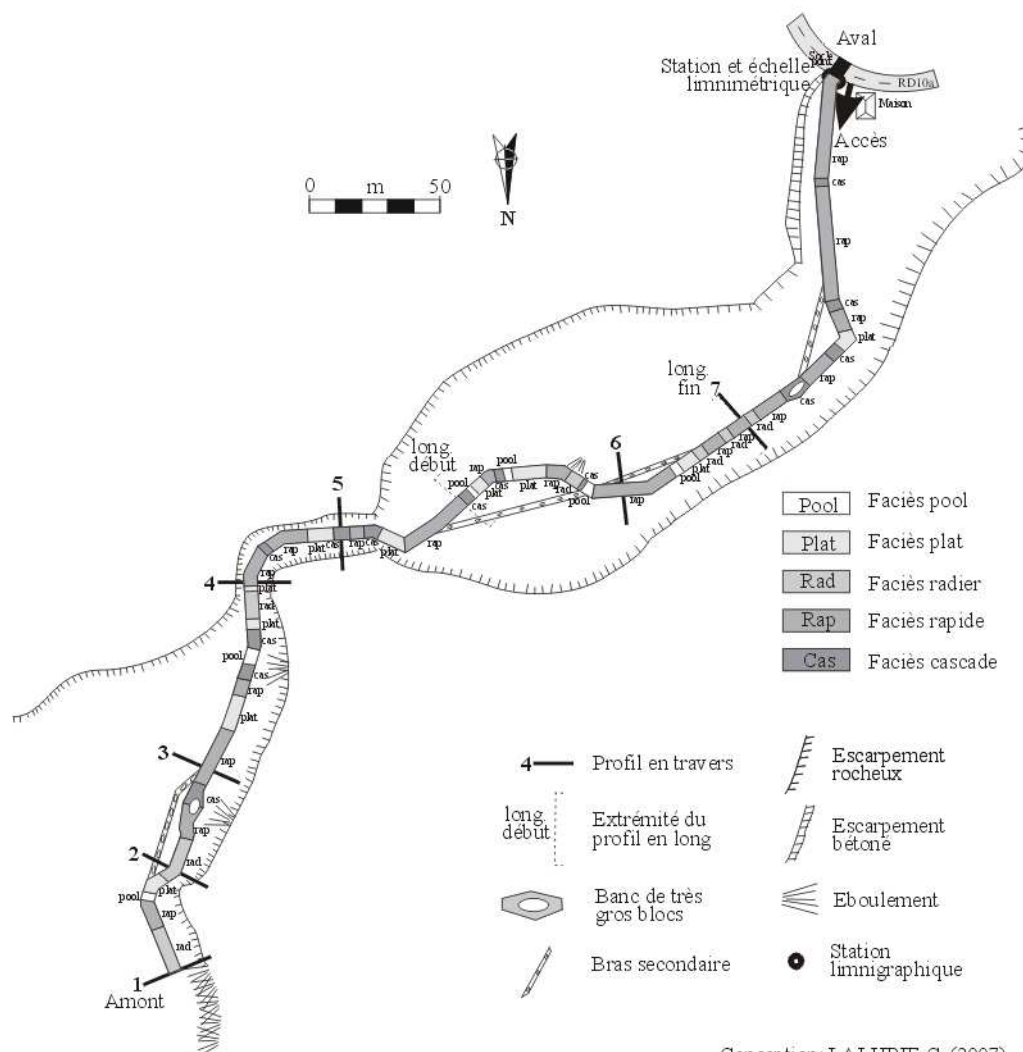 Aval
Socle
pont
Station et échelle
limnimétrique
RD10a
Maison
Accès
0 m 50
N
rap
cas
rap
cas
rap
plat
cas
rap
cas
long.
fin
7
rap
rad
rap
rad
rap
rad
plat
pool
6
rap
cas
pool
rad
rap
plat
pool
cas
plat
rap
pool
long.
début
rap
plat
5
cas
rap
cas
plat
rap
cas
rap
4
plat
rad
plat
cas
pool
cas
rap
plat
3
rap
cas
rap
2
rad
plat
pool
rap
rad
1
Amont
Pool Faciès pool
Plat Faciès plat
Rad Faciès radier
Rap Faciès rapide
Cas Faciès cascade
4 Profil en travers
long.
début
Extrémité du
profil en long
Banc de très
gros blocs
Bras secondaire
Escarpement
rocheux
Escarpement
bétoné
Eboulement
Station
limnigraphique